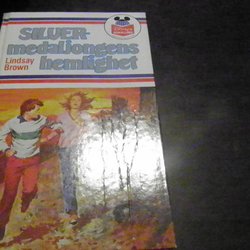 SILVER-
medaljongens
hemlighet
Lindsay
Brown